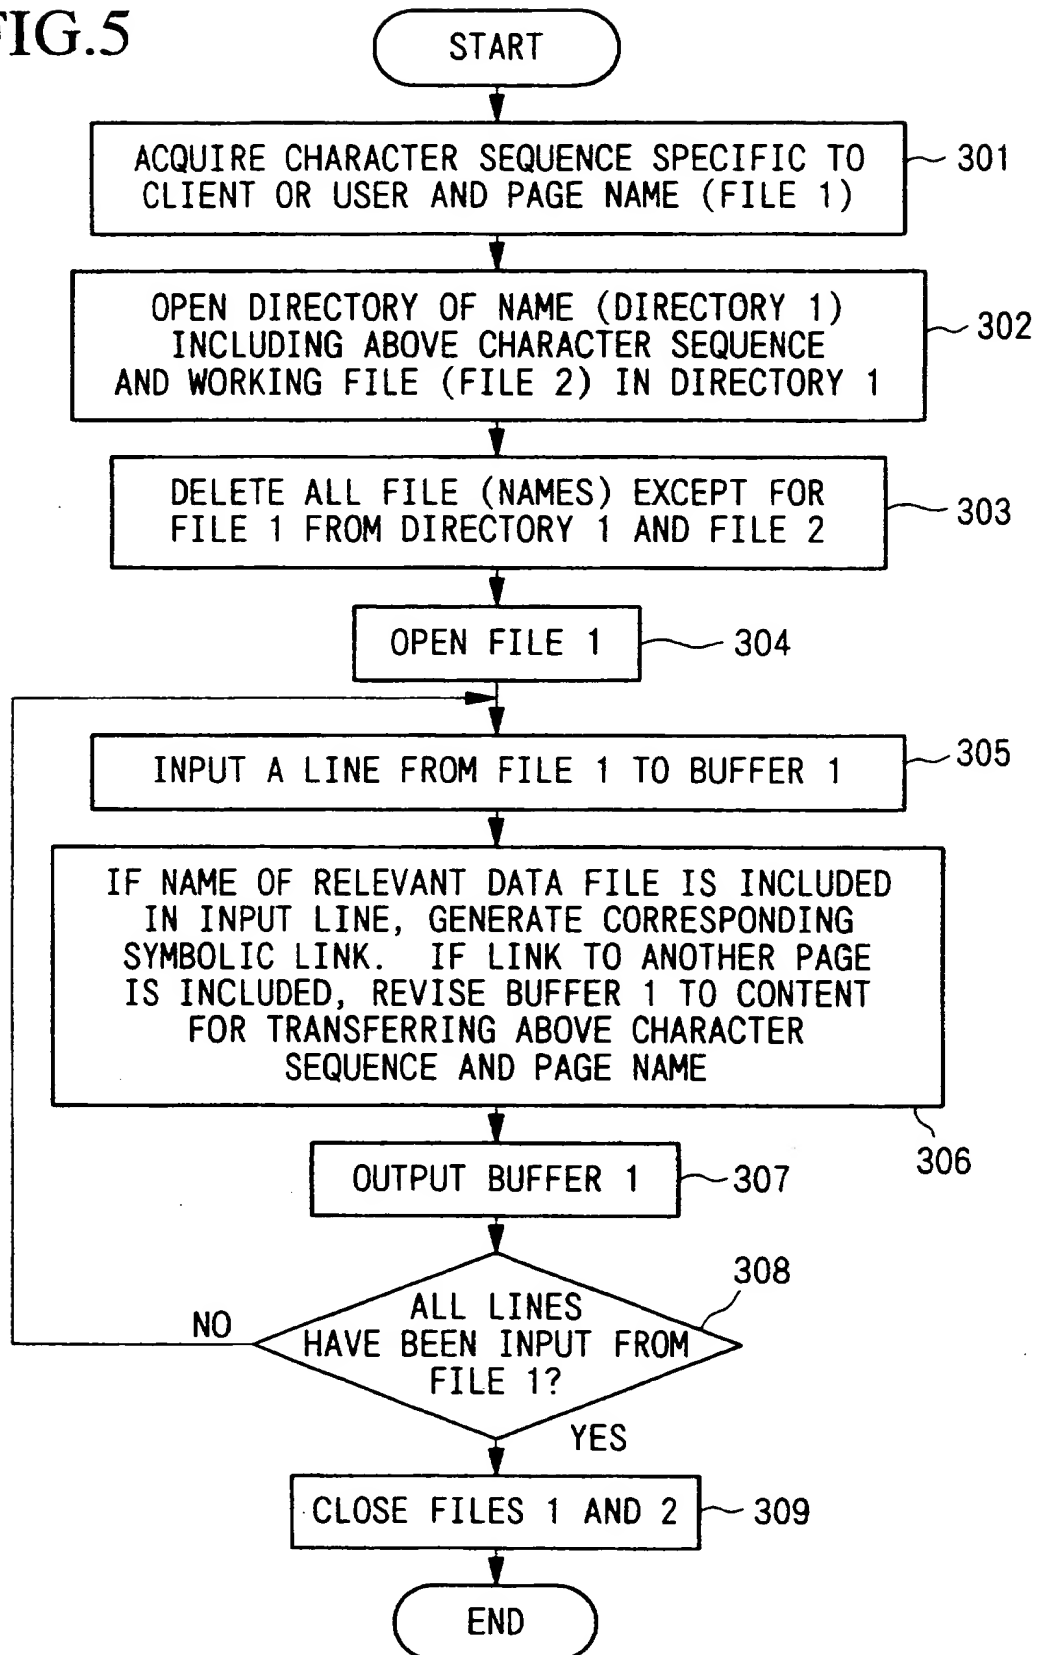 FIG.5
START
ACQUIRE CHARACTER SEQUENCE SPECIFIC TO
CLIENT OR USER AND PAGE NAME (FILE 1)
301
OPEN DIRECTORY OF NAME (DIRECTORY 1)
INCLUDING ABOVE CHARACTER SEQUENCE
AND WORKING FILE (FILE 2) IN DIRECTORY 1
302
DELETE ALL FILE (NAMES) EXCEPT FOR
FILE 1 FROM DIRECTORY 1 AND FILE 2
303
OPEN FILE 1
304
INPUT A LINE FROM FILE 1 TO BUFFER 1
305
IF NAME OF RELEVANT DATA FILE IS INCLUDED
IN INPUT LINE, GENERATE CORRESPONDING
SYMBOLIC LINK. IF LINK TO ANOTHER PAGE
IS INCLUDED, REVISE BUFFER 1 TO CONTENT
FOR TRANSFERRING ABOVE CHARACTER
SEQUENCE AND PAGE NAME
306
OUTPUT BUFFER 1
307
308
ALL LINES
HAVE BEEN INPUT FROM
FILE 1?
NO
YES
CLOSE FILES 1 AND 2
309
END